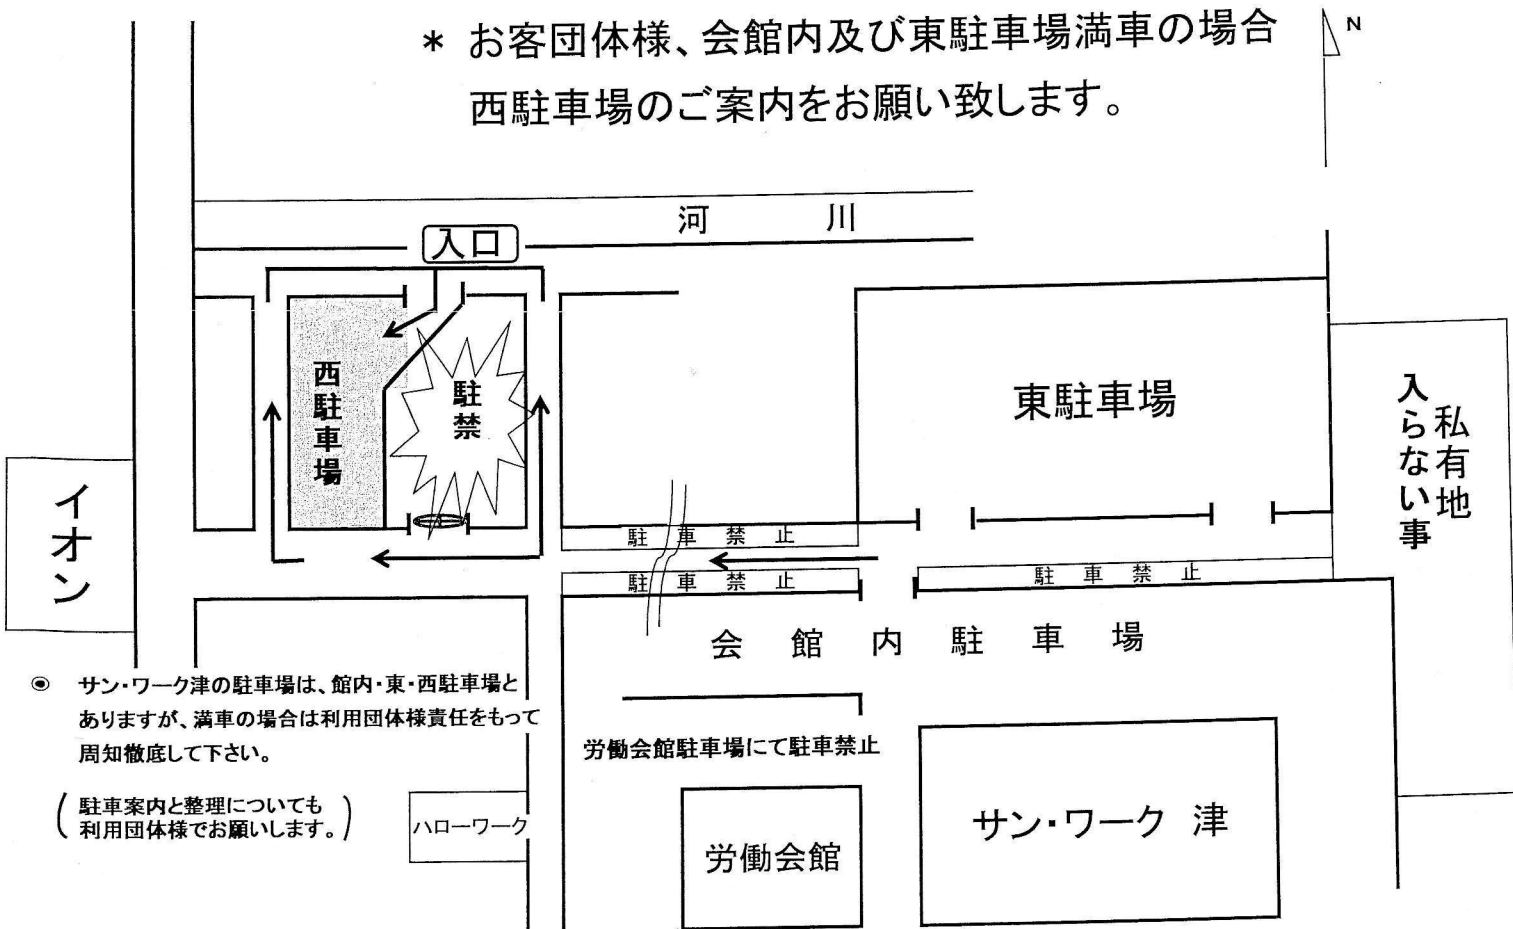 * お客団体様、会館内及び東駐車場満車の場合
西駐車場のご案内をお願い致します。
N
河　川
入口
西駐車場
駐禁
東駐車場
私有地
入らない事
イオン
駐　車　禁　止
駐　車　禁　止
駐　車　禁　止
会　館　内　駐　車　場
◉ サン・ワーク津の駐車場は、館内・東・西駐車場と
ありますが、満車の場合は利用団体様責任をもって
周知徹底して下さい。
(駐車案内と整理についても
利用団体様でお願いします。)
労働会館駐車場にて駐車禁止
ハローワーク
労働会館
サン・ワーク 津